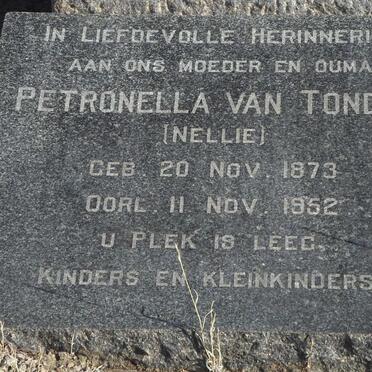 IN LIEFDEVOLLE HERINNERI
AAN ONS MOEDER EN OUMA
PETRONELLA VAN TOND
(NELLIE)
GEB. 20 NOV. 1873
OORL. 11 NOV. 1952
U PLEK IS LEEG.
KINDERS EN KLEINKINDERS